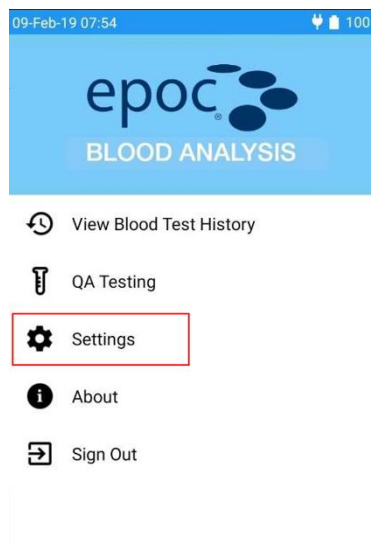 09-Feb-19 07:54 100
epoc®
BLOOD ANALYSIS
View Blood Test History
QA Testing
Settings
About
Sign Out